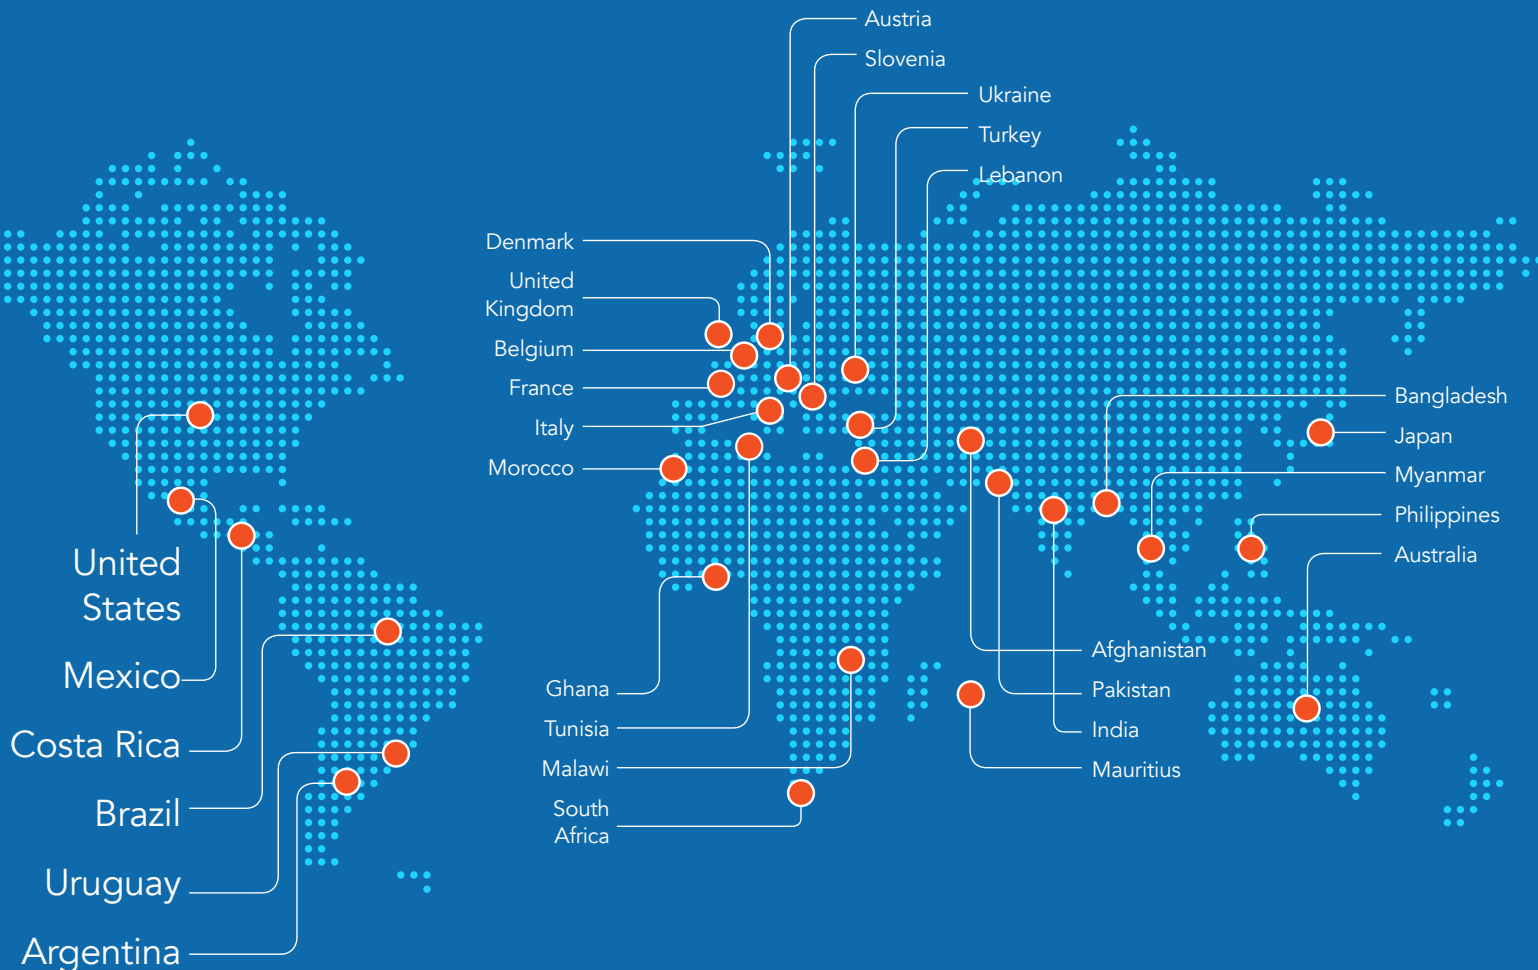 Austria
Slovenia
Ukraine
Turkey
Lebanon
Denmark
United
Kingdom
Belgium
France
Italy
Morocco
Bangladesh
Japan
Myanmar
Philippines
Australia
United
States
Mexico
Costa Rica
Brazil
Uruguay
Argentina
Ghana
Tunisia
Malawi
South
Africa
Afghanistan
Pakistan
India
Mauritius